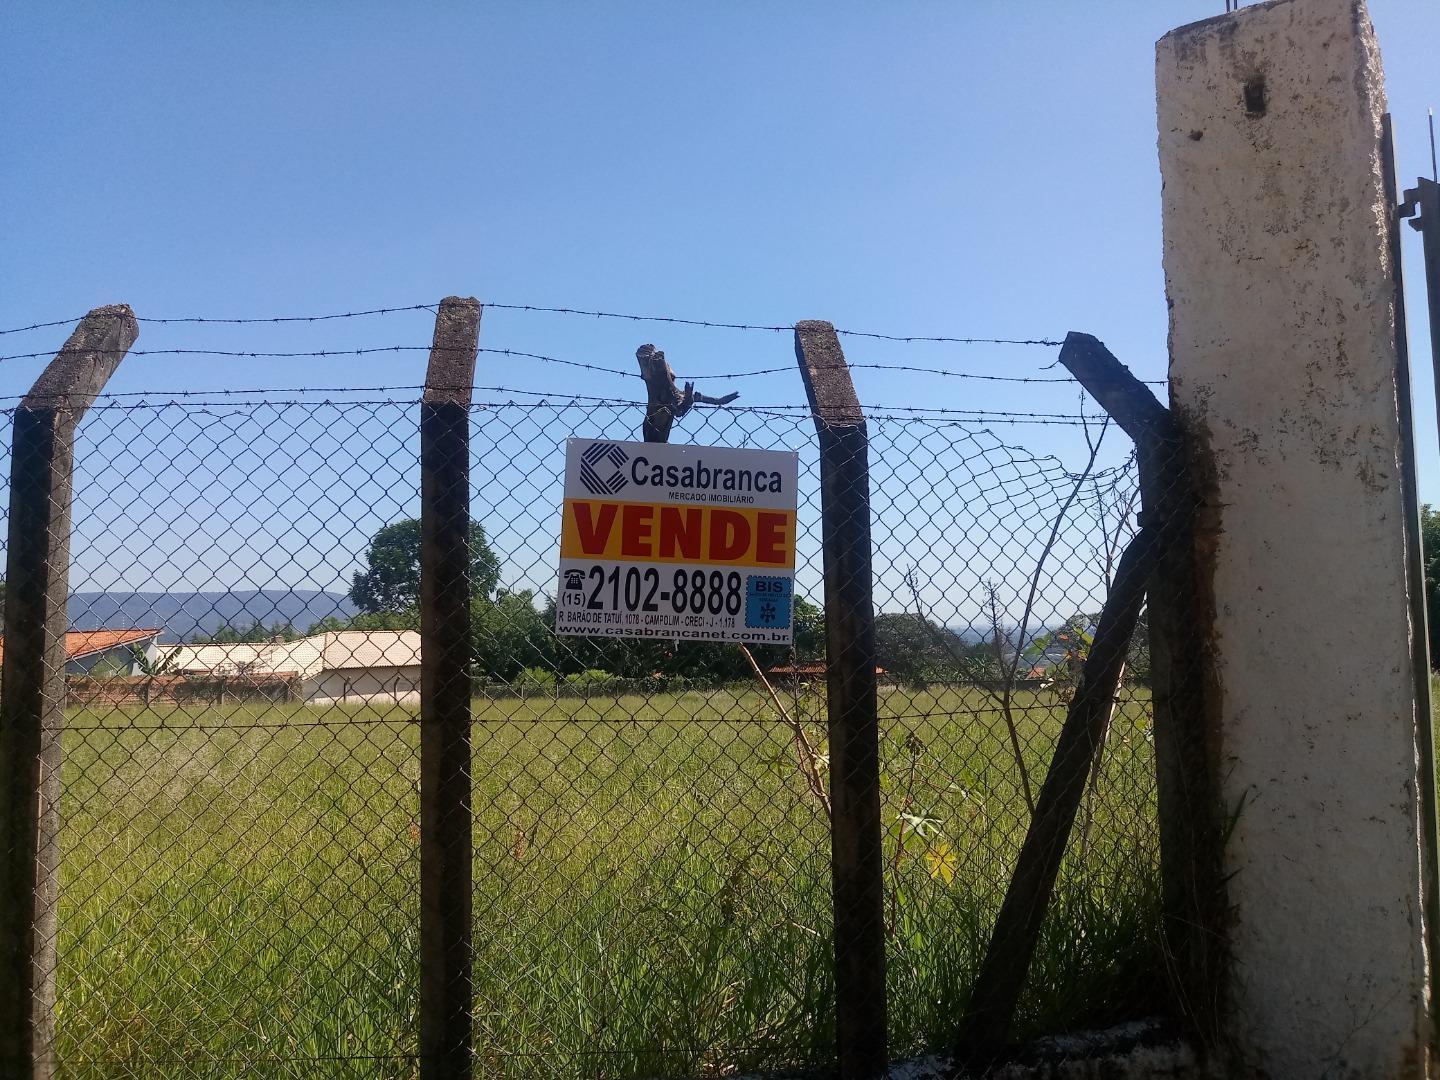 Casabranca
MERCADO IMOBILIÁRIO
VENDE
(15) 2102-8888
BIS
R BARÃO DE TATUÍ, 1078 - CAMPOLIM - CRECI - J - 1.178
www.casabrancanet.com.br